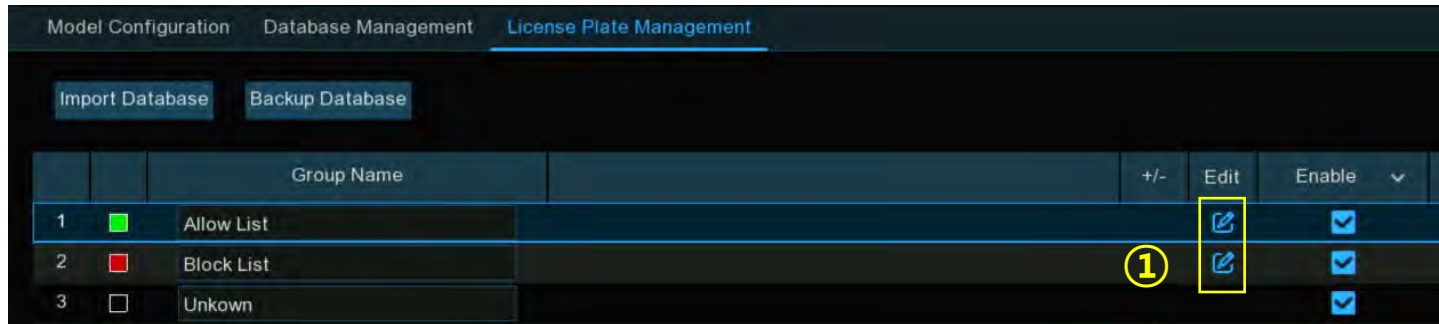 Model Configuration Database Management License Plate Management
Import Database Backup Database
Group Name +/- Edit Enable
1 Allow List
① 
2 Block List
3 Unkown